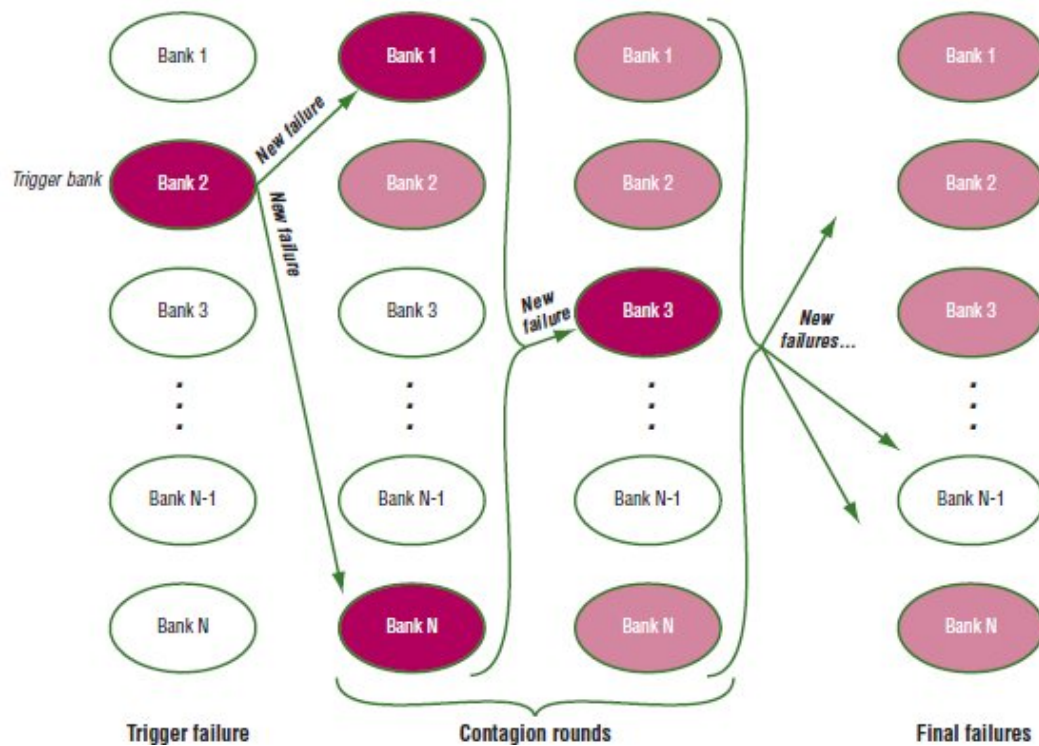 Bank 1
Bank 1
Bank 1
Bank 1
New failure
Trigger bank
Bank 2
Bank 2
Bank 2
Bank 2
New failure
Bank 3
Bank 3
New
failure
Bank 3
New
failures...
Bank 3
Bank N-1
Bank N-1
Bank N-1
Bank N-1
Bank N
Bank N
Bank N
Bank N
Trigger failure
Contagion rounds
Final failures